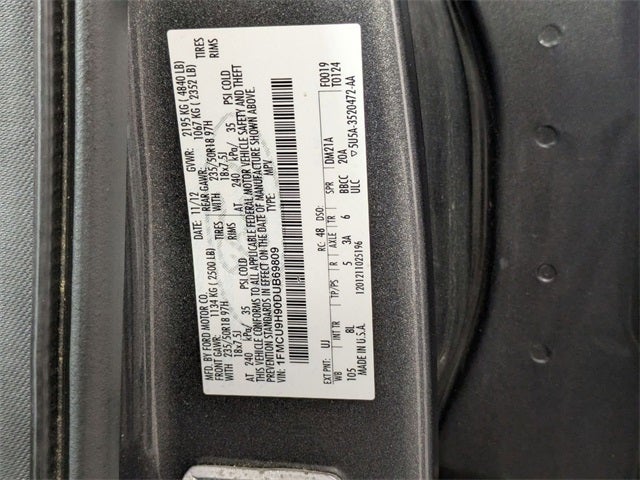 MFD. BY FORD MOTOR CO.
DATE: 11/12 GVWR: 2195 KG ( 4840 LB)
FRONT GAWR: 1134 KG ( 2500 LB) REAR GAWR: 1067 KG ( 2352 LB)
WITH 235/50R18 97H TIRES WITH 235/50R18 97H TIRES
18x7.5J RIMS 18x7.5J RIMS
AT 240 kPa/ 35 PSI COLD AT 240 kPa/ 35 PSI COLD
THIS VEHICLE CONFORMS TO ALL APPLICABLE FEDERAL MOTOR VEHICLE SAFETY AND THEFT
PREVENTION STANDARDS IN EFFECT ON THE DATE OF MANUFACTURE SHOWN ABOVE.
VIN: 1FMCU9H90DUB69809 TYPE: MPV
F0019
T0124
EXT PNT: UJ RC: 48 DSO:
WB INT TR TP/PS R AXLE TR SPR DM21A
105 BL 5 3A 6 BBCC 20A
MADE IN U.S.A. ULC
1201211025196 5U5A-3520472-AA